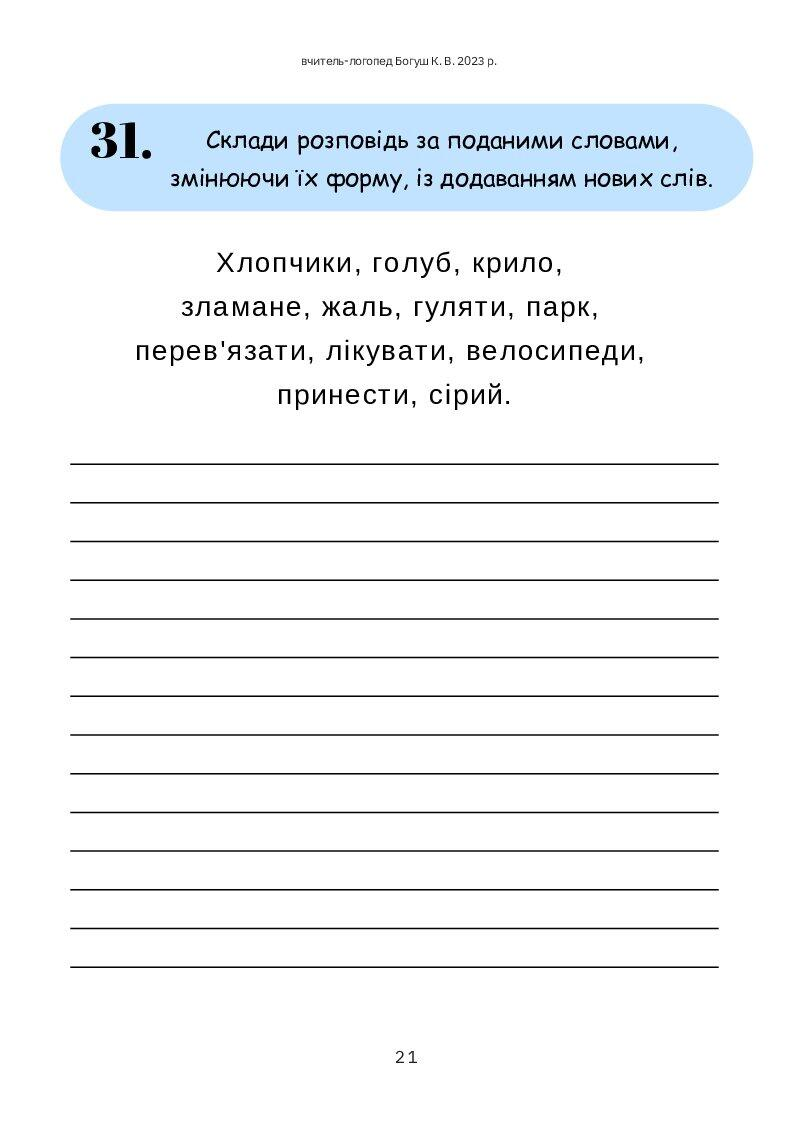 вчитель-логопед Богуш К. В. 2023 р.
31.
Склади розповідь за поданими словами,
змінюючи їх форму, із додаванням нових слів.
Хлопчики, голуб, крило,
зламане, жаль, гуляти, парк,
перев'язати, лікувати, велосипеди,
принести, сірий.
21